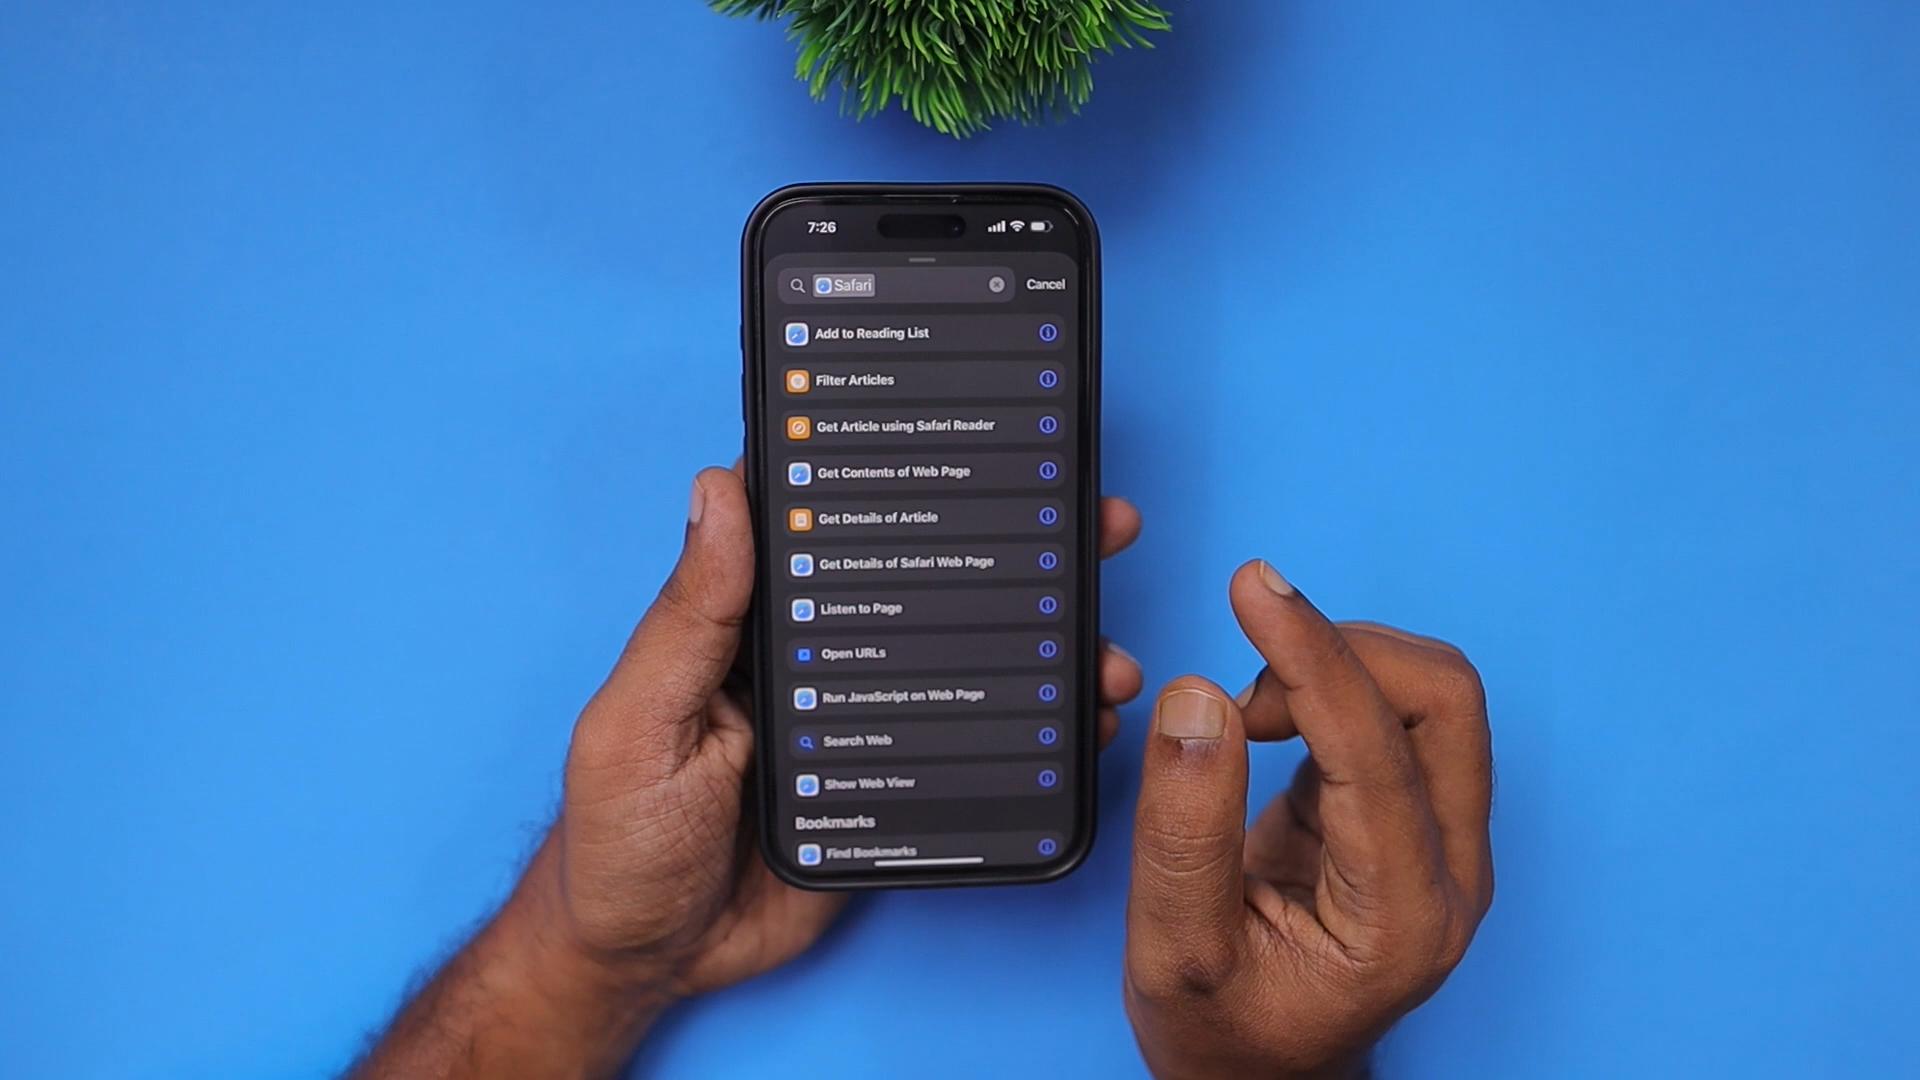 7:26
Safari
Cancel
Add to Reading List
Filter Articles
Get Article using Safari Reader
Get Contents of Web Page
Get Details of Article
Get Details of Safari Web Page
Listen to Page
Open URLs
Run JavaScript on Web Page
Search Web
Show Web View
Bookmarks
Find Bookmarks